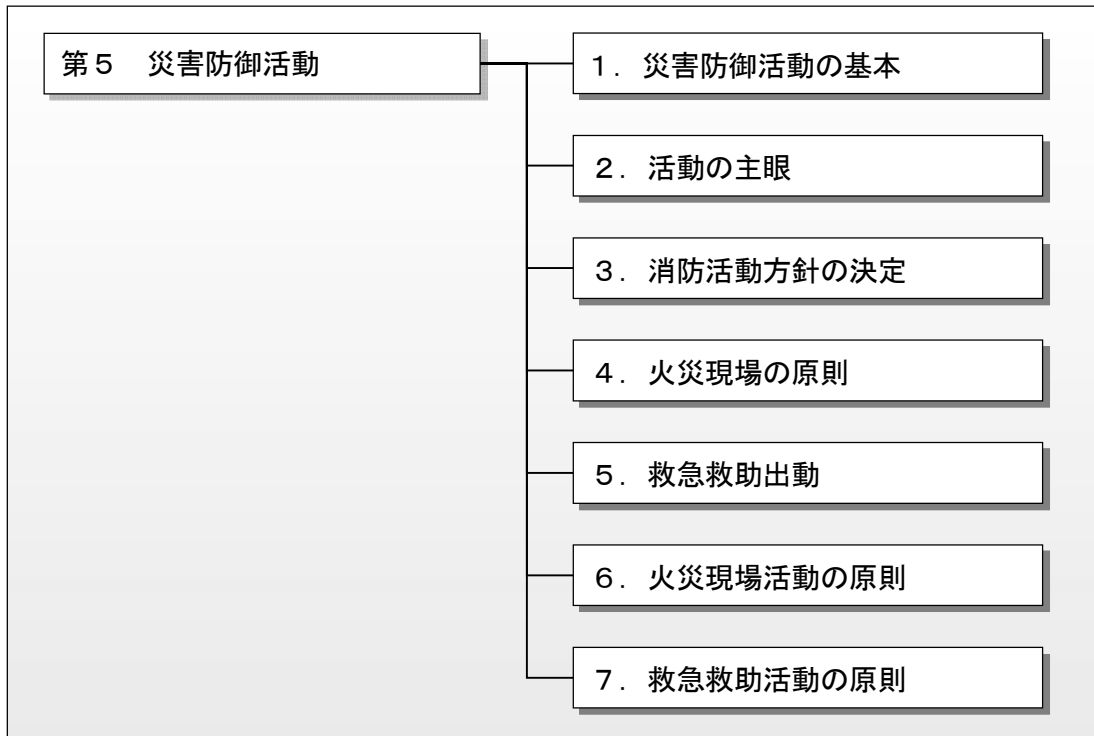 第５　災害防御活動
１．災害防御活動の基本
２．活動の主眼
３．消防活動方針の決定
４．火災現場の原則
５．救急救助出動
６．火災現場活動の原則
７．救急救助活動の原則